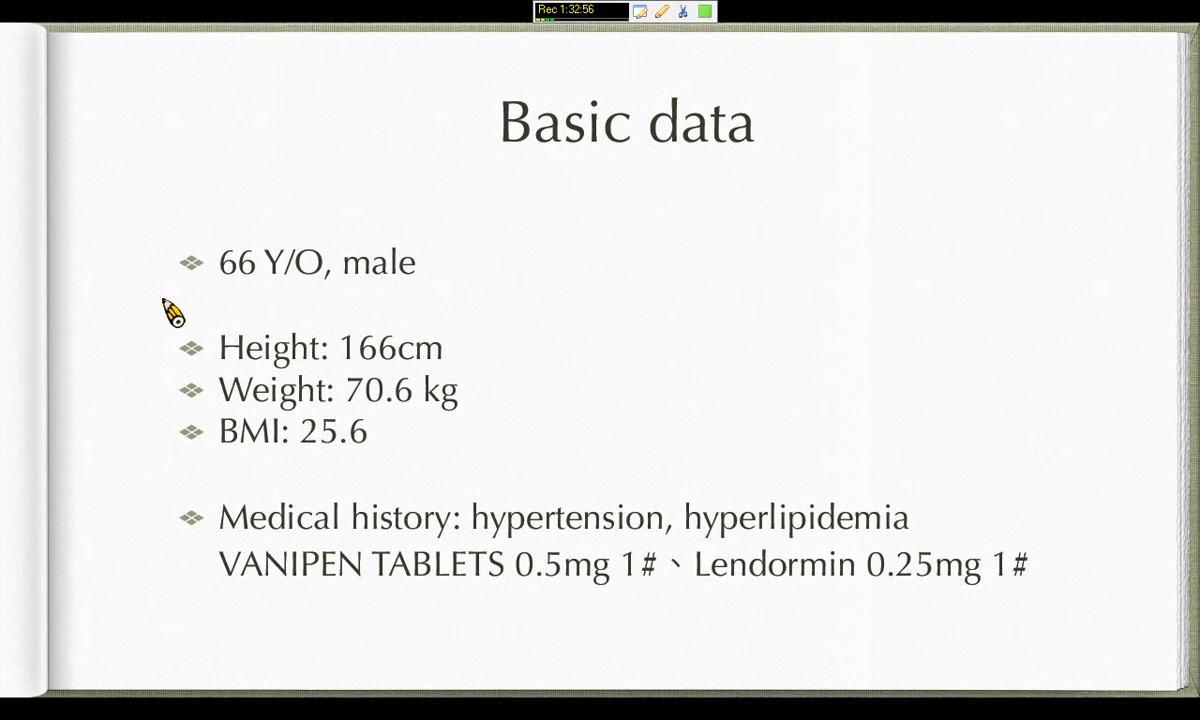 Rec 1:32:56
Basic data
66 Y/O, male
Height: 166cm
Weight: 70.6 kg
BMI: 25.6
Medical history: hypertension, hyperlipidemia
VANIPEN TABLETS 0.5mg 1#、Lendormin 0.25mg 1#